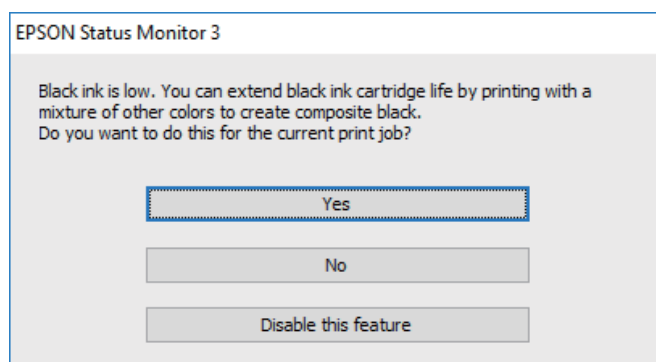 EPSON Status Monitor 3
Black ink is low. You can extend black ink cartridge life by printing with a
mixture of other colors to create composite black.
Do you want to do this for the current print job?
Yes
No
Disable this feature